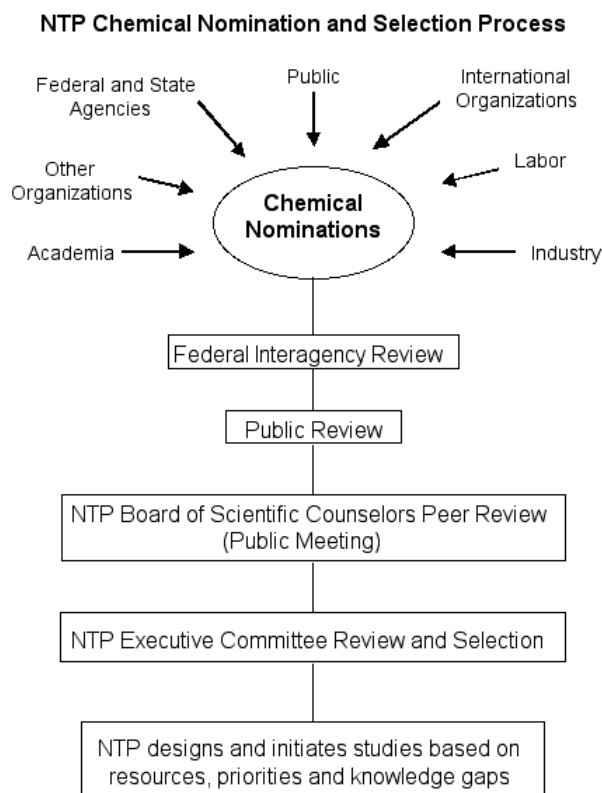 NTP Chemical Nomination and Selection Process
Federal and State
Agencies
Public
International
Organizations
Other
Organizations
Labor
Academia
Industry
Chemical
Nominations
Federal Interagency Review
Public Review
NTP Board of Scientific Counselors Peer Review
(Public Meeting)
NTP Executive Committee Review and Selection
NTP designs and initiates studies based on
resources, priorities and knowledge gaps